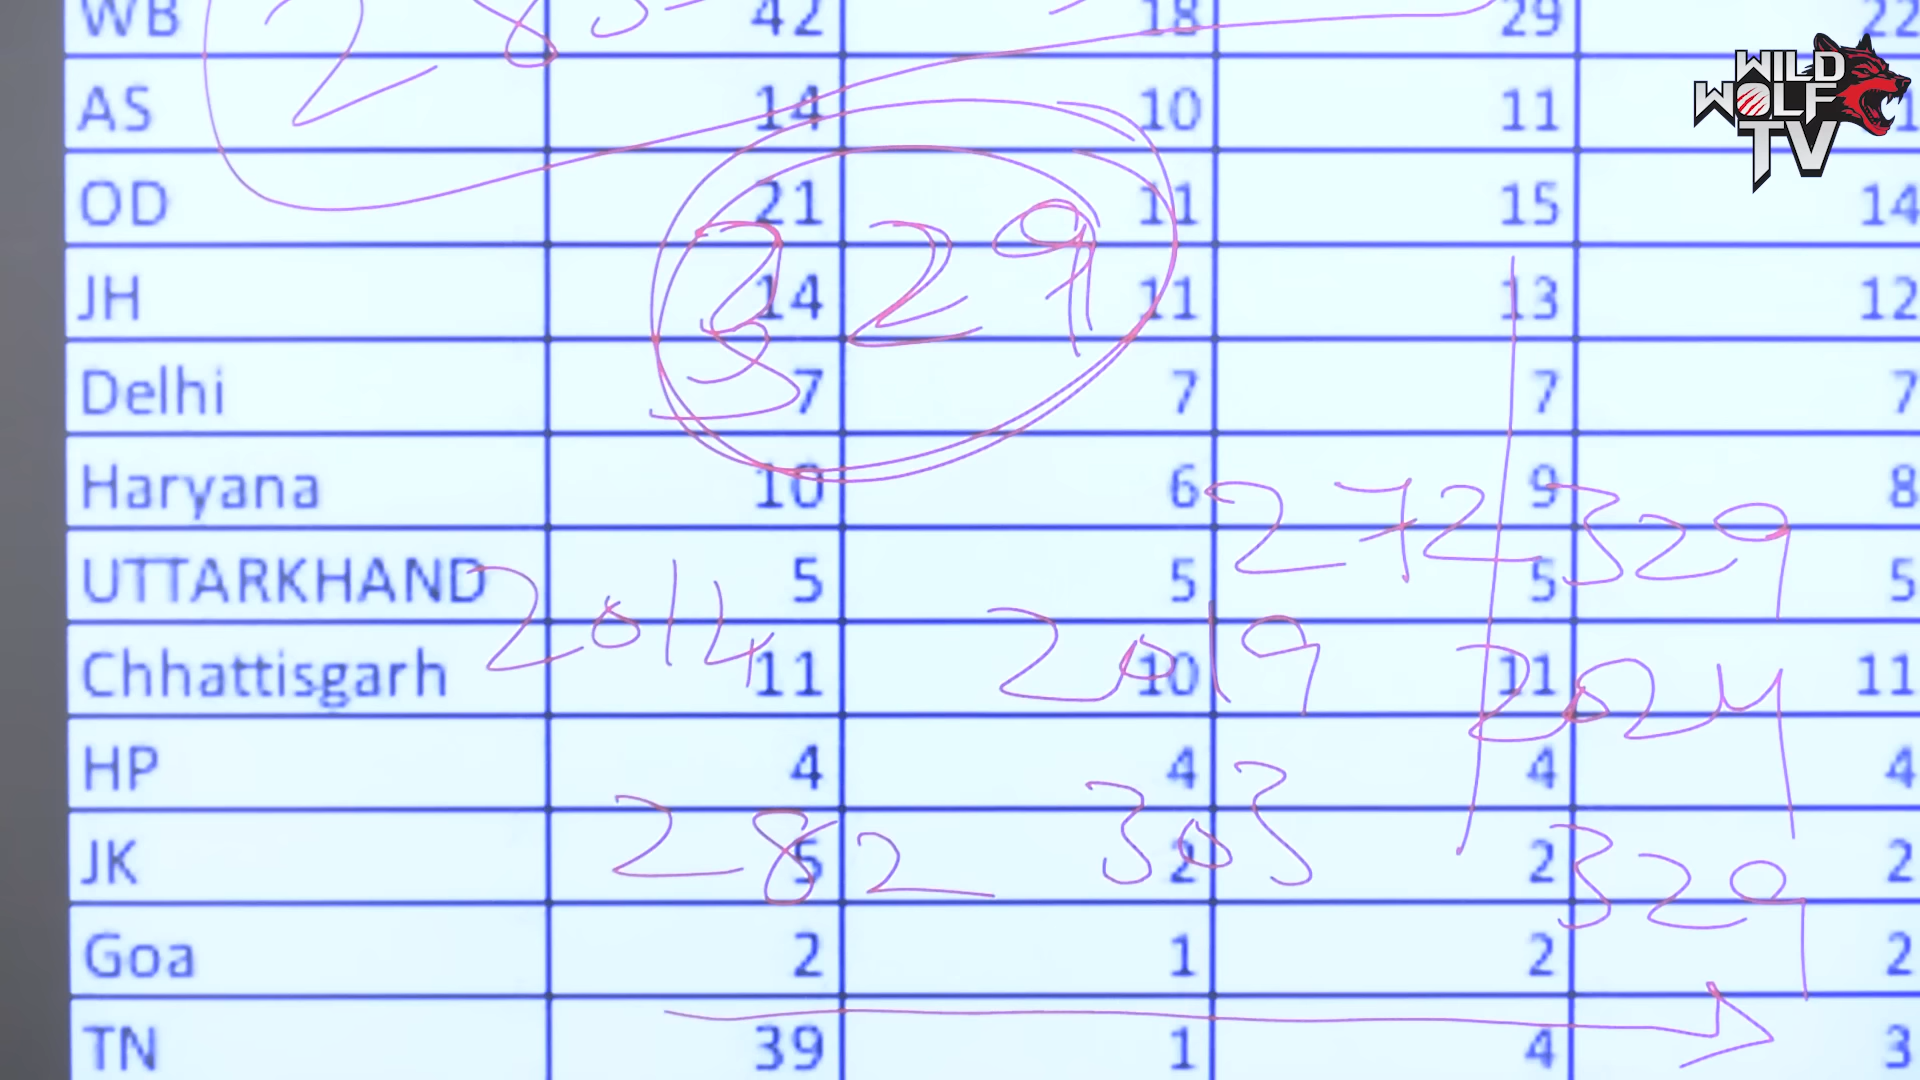 WB 42 18 29 22
285
WILD
WOLF
TV
AS 14 10 11
OD 21 11 15 14
329
JH 14 11 13 12
Delhi 7 7 7 7
Haryana 10 6 9 8
272 329
UTTARKHAND 5 5 5 5
2014 2019 2024
Chhattisgarh 11 10 11 11
HP 4 4 4 4
282 303 329
JK 5 2 2 2
Goa 2 1 2 2
TN 39 1 4 3